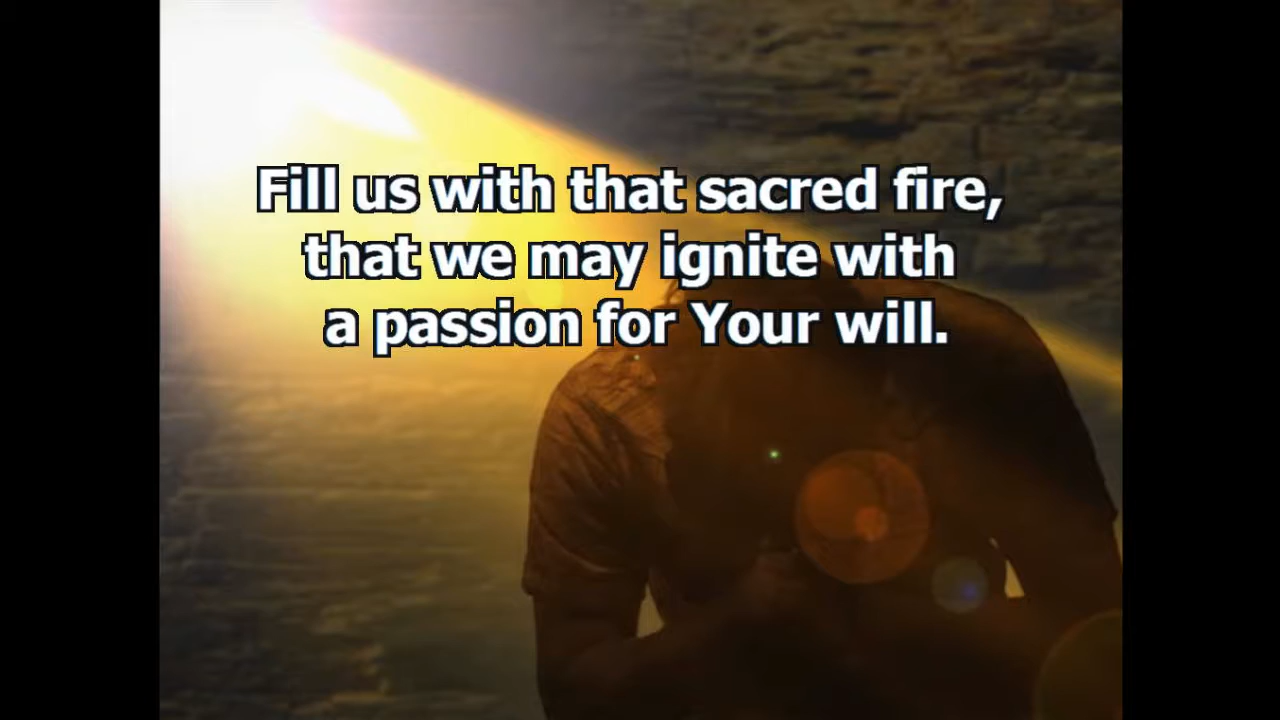 Fill us with that sacred fire,
that we may ignite with
a passion for Your will.